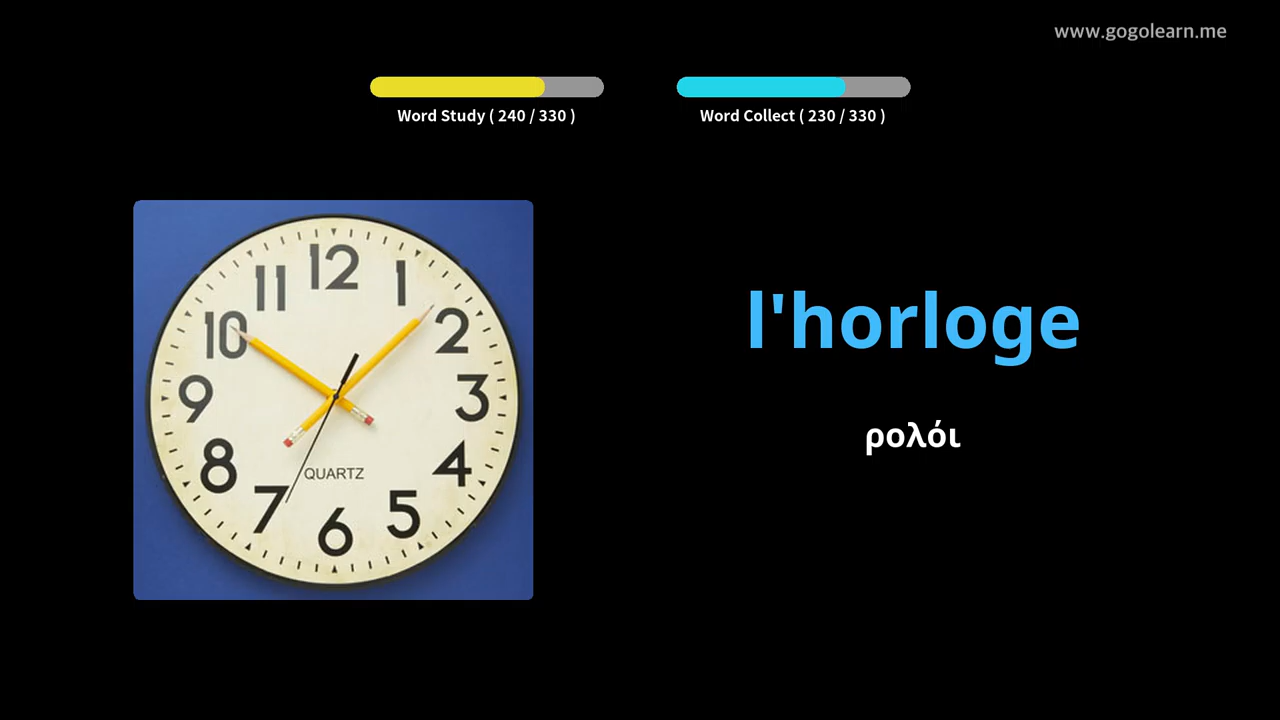 www.gogolearn.me
Word Study ( 240 / 330 )
Word Collect ( 230 / 330 )
12
11
1
10
2
9
3
8
4
QUARTZ
7
5
6
l'horloge
ρολόι